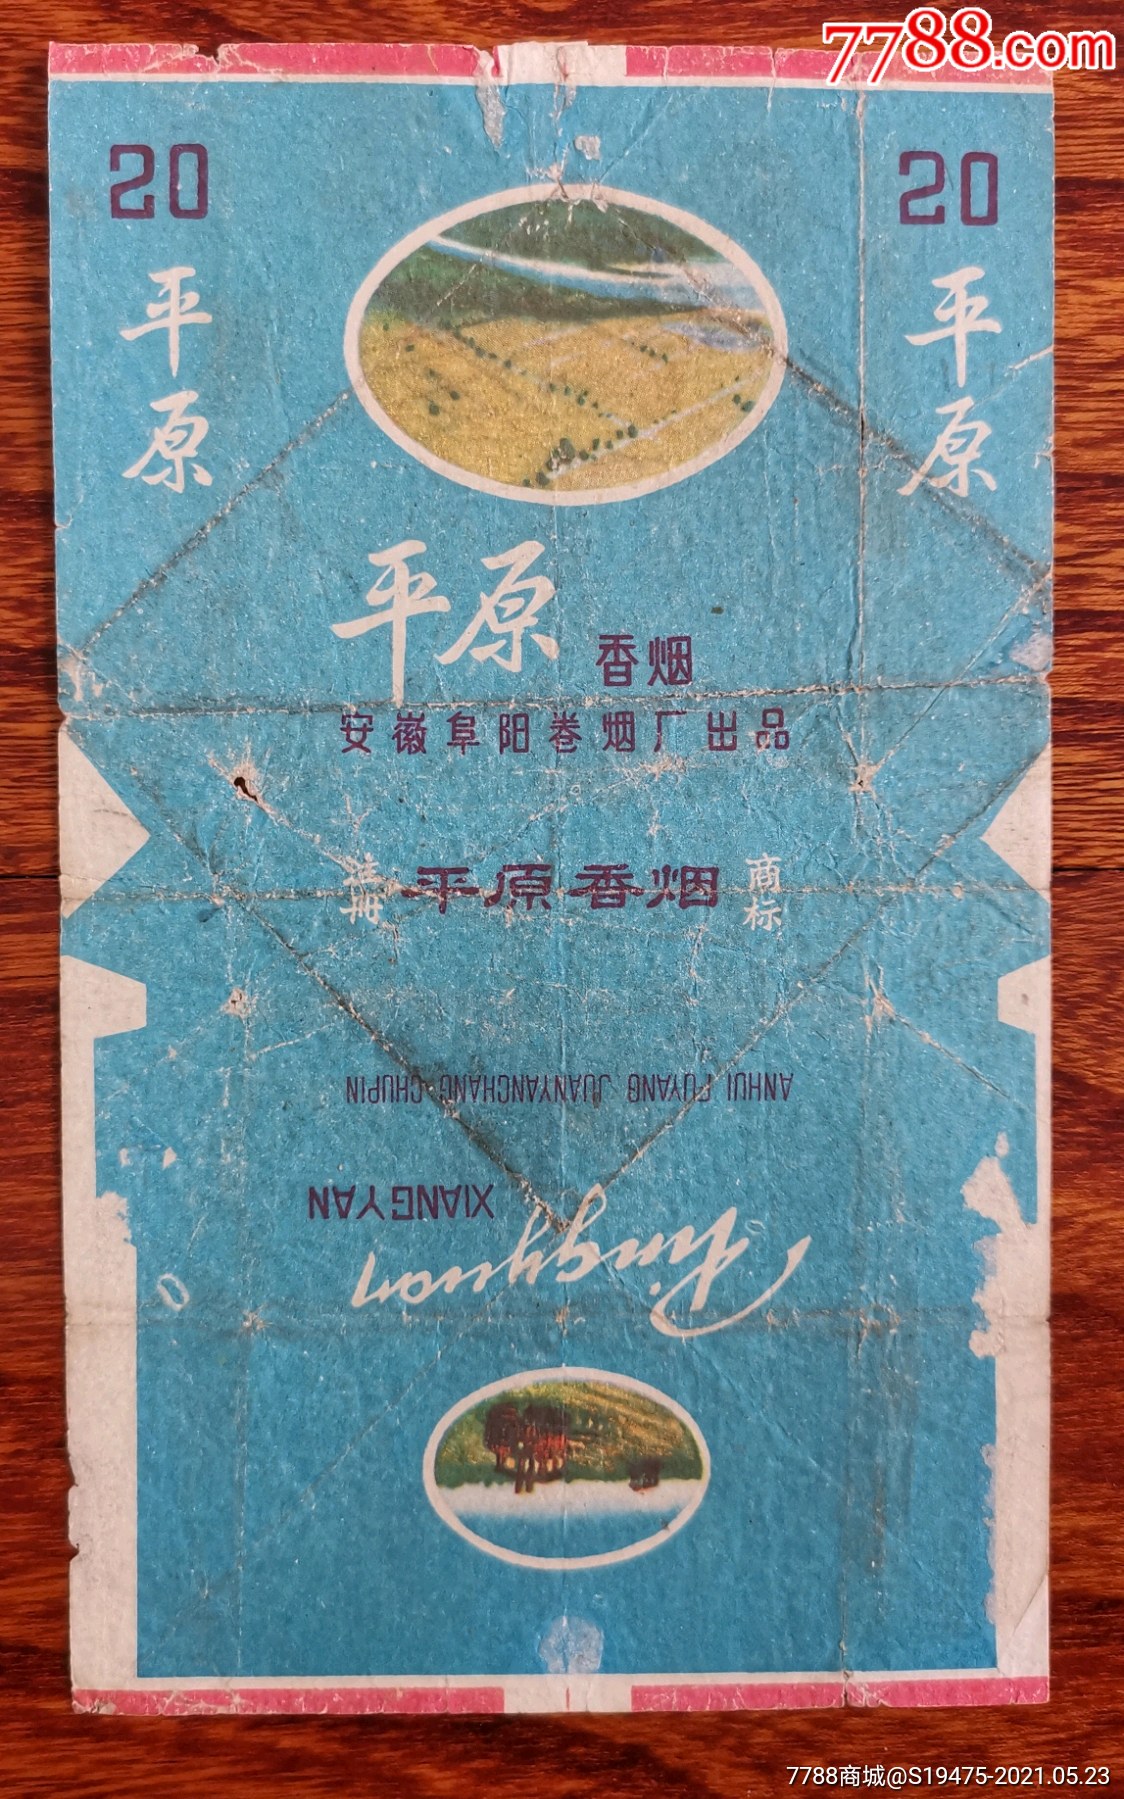 7788.com
20
20
平原
平原
平原 香烟
安徽阜阳卷烟厂出品
注册 平原香烟 商标
ANHUI FUYANG JUANYANCHANG CHUPIN
XIANGYAN
Pingyuan
7788商城@S19475-2021.05.23